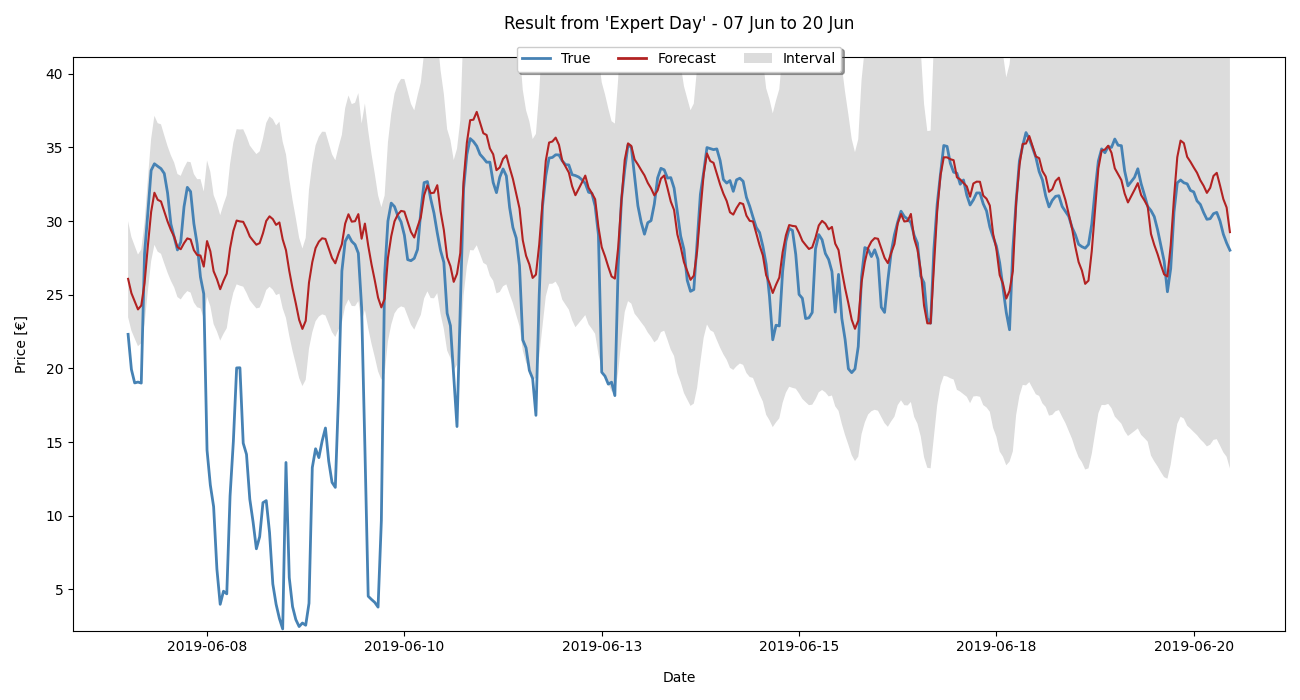 Result from 'Expert Day' - 07 Jun to 20 Jun
True Forecast Interval
40
35
30
25
20
15
10
5
Price [€]
2019-06-08 2019-06-10 2019-06-13 2019-06-15 2019-06-18 2019-06-20
Date